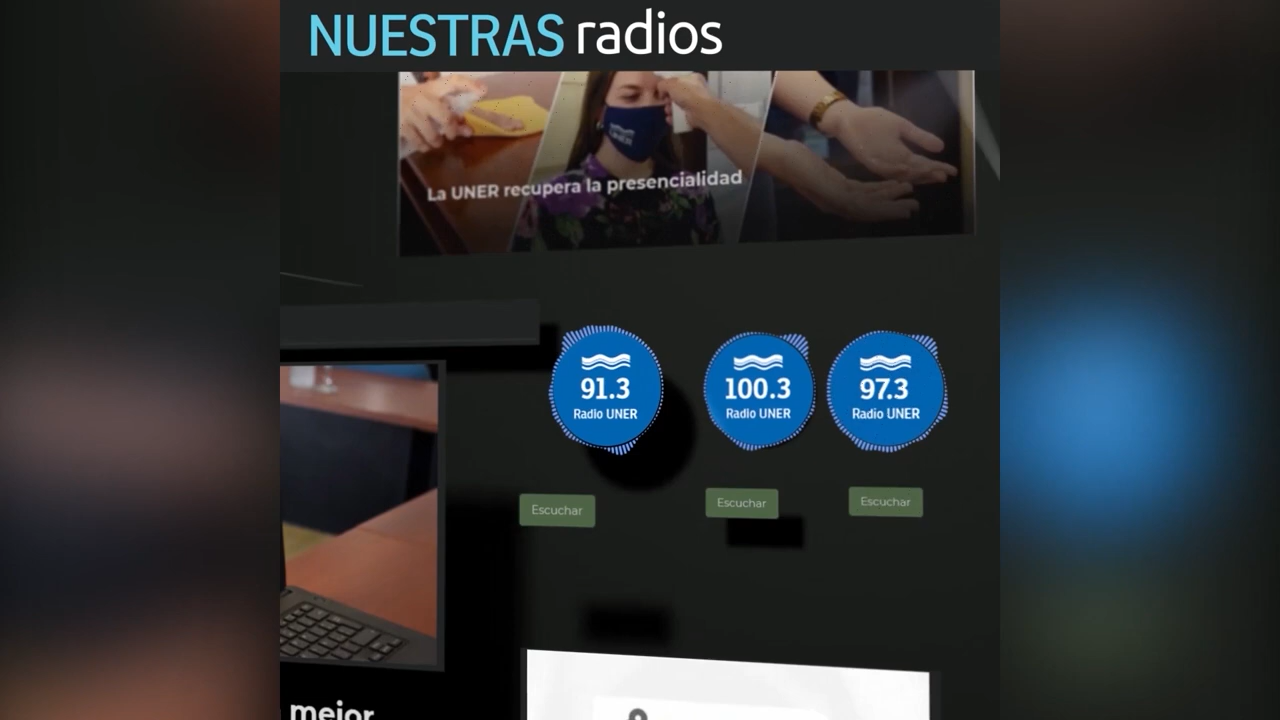 NUESTRAS radios
UNER
La UNER recupera la presencialidad
91.3
Radio UNER
100.3
Radio UNER
97.3
Radio UNER
Escuchar
Escuchar
Escuchar
mejor